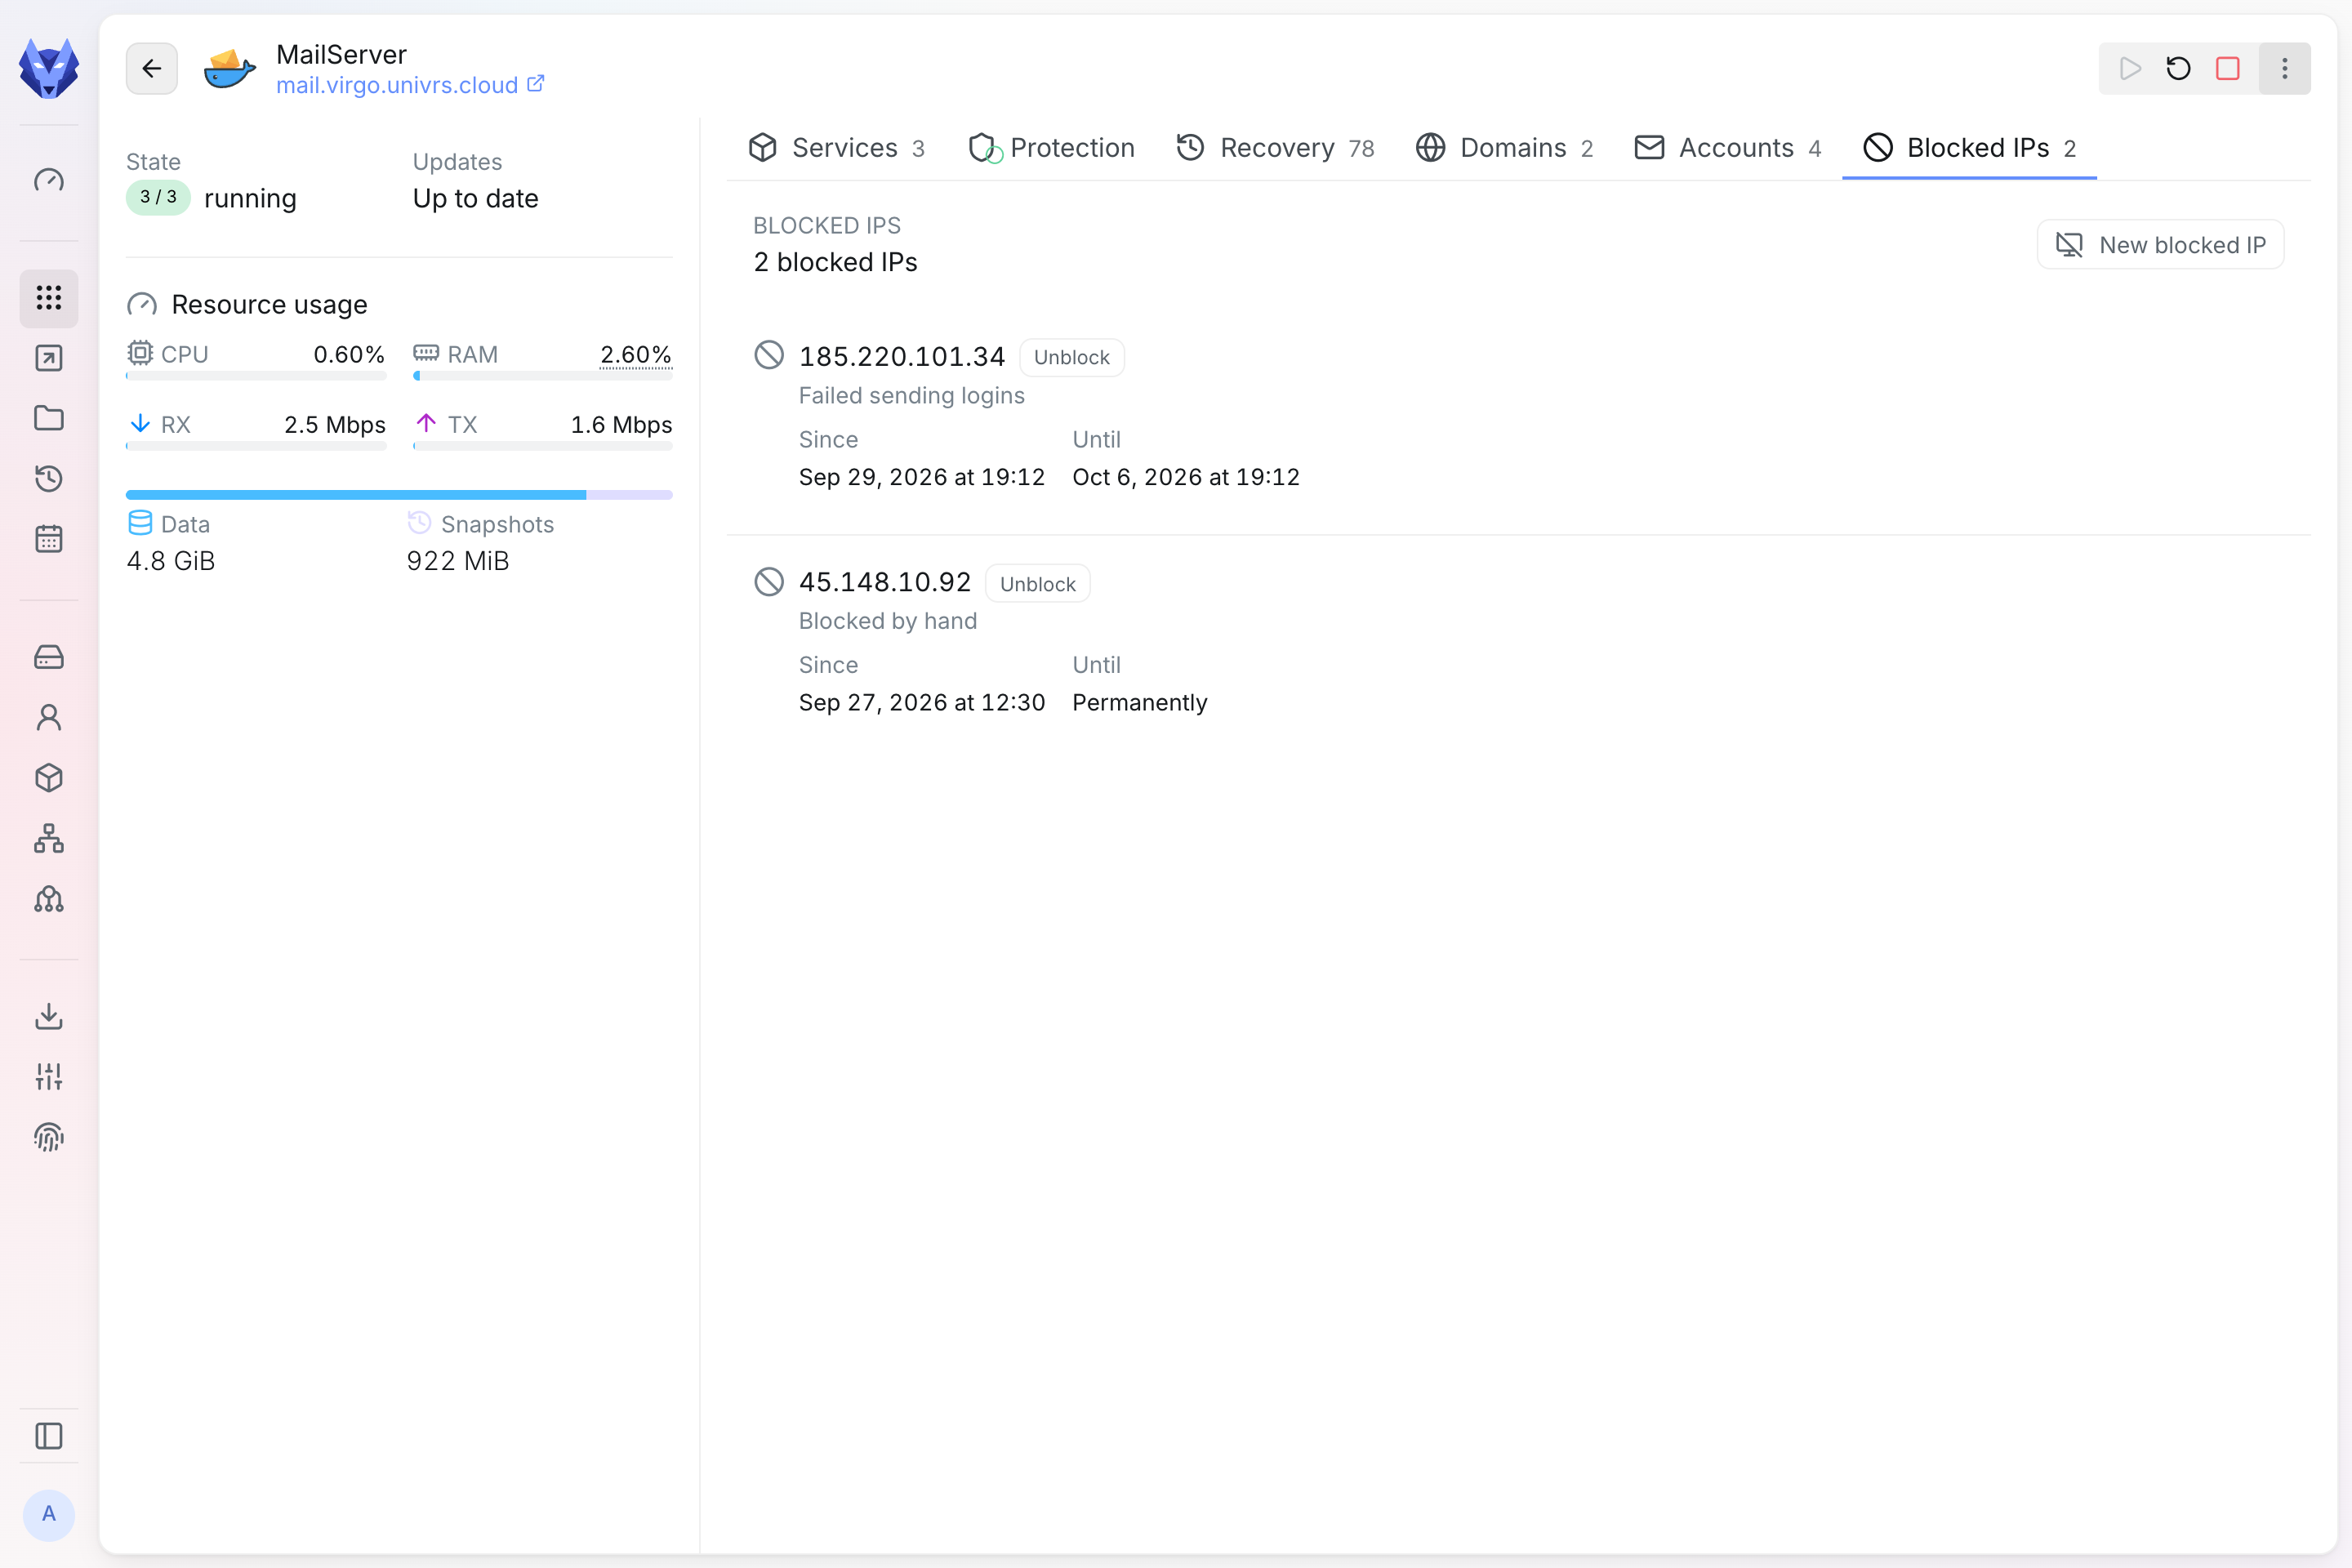 MailServer
mail.virgo.univrs.cloud
State
3 / 3 running
Updates
Up to date
Resource usage
CPU 0.60%
RAM 2.60%
RX 2.5 Mbps
TX 1.6 Mbps
Data
4.8 GiB
Snapshots
922 MiB
Services 3
Protection
Recovery 78
Domains 2
Accounts 4
Blocked IPs 2
BLOCKED IPS
2 blocked IPs
New blocked IP
185.220.101.34 Unblock
Failed sending logins
Since
Sep 29, 2026 at 19:12
Until
Oct 6, 2026 at 19:12
45.148.10.92 Unblock
Blocked by hand
Since
Sep 27, 2026 at 12:30
Until
Permanently
A